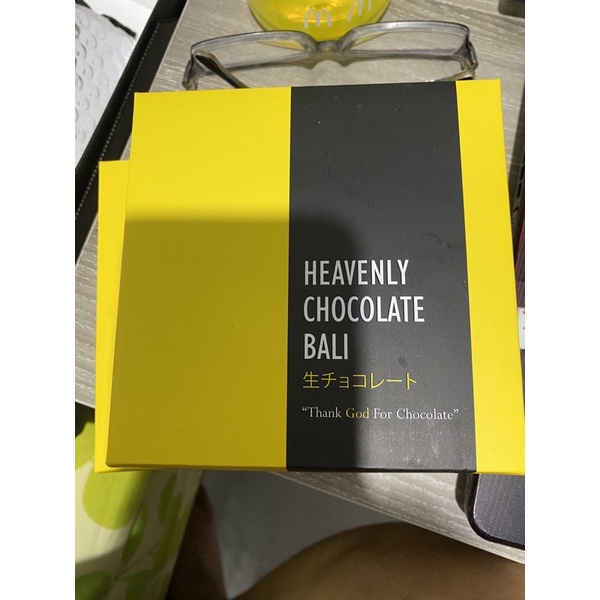 HEAVENLY
CHOCOLATE
BALI
生チョコレート
“Thank God For Chocolate”